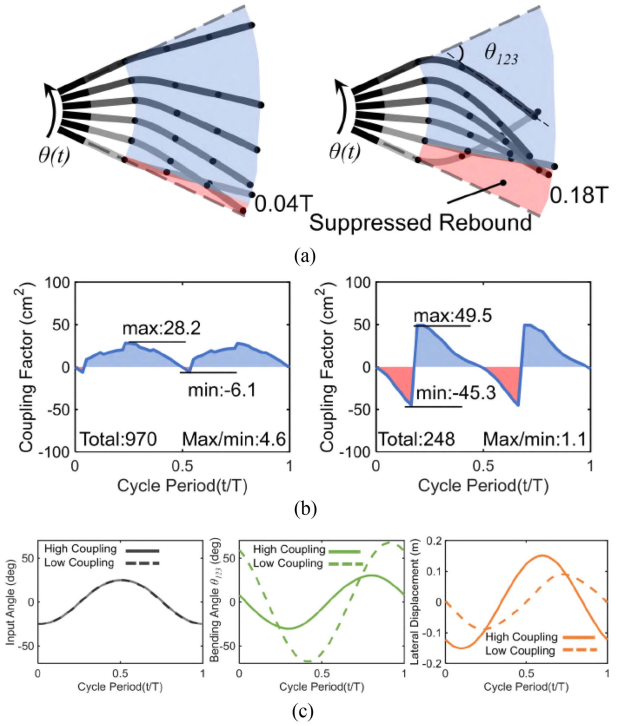 θ(t)
0.04T
θ123
θ(t)
0.18T
Suppressed Rebound
(a)
Coupling Factor (cm²)
100
50
0
-50
-100
max:28.2
min:-6.1
Total:970
Max/min:4.6
0
0.5
1
Cycle Period(t/T)
Coupling Factor (cm²)
100
50
0
-50
-100
max:49.5
min:-45.3
Total:248
Max/min:1.1
0
0.5
1
Cycle Period(t/T)
(b)
Input Angle (deg)
50
0
-50
High Coupling
Low Coupling
0
0.5
1
Cycle Period(t/T)
Bending Angle θ123 (deg)
50
0
-50
High Coupling
Low Coupling
0
0.5
1
Cycle Period(t/T)
Lateral Displacement (m)
0.2
0.1
0
-0.1
-0.2
High Coupling
Low Coupling
0
0.5
1
Cycle Period(t/T)
(c)